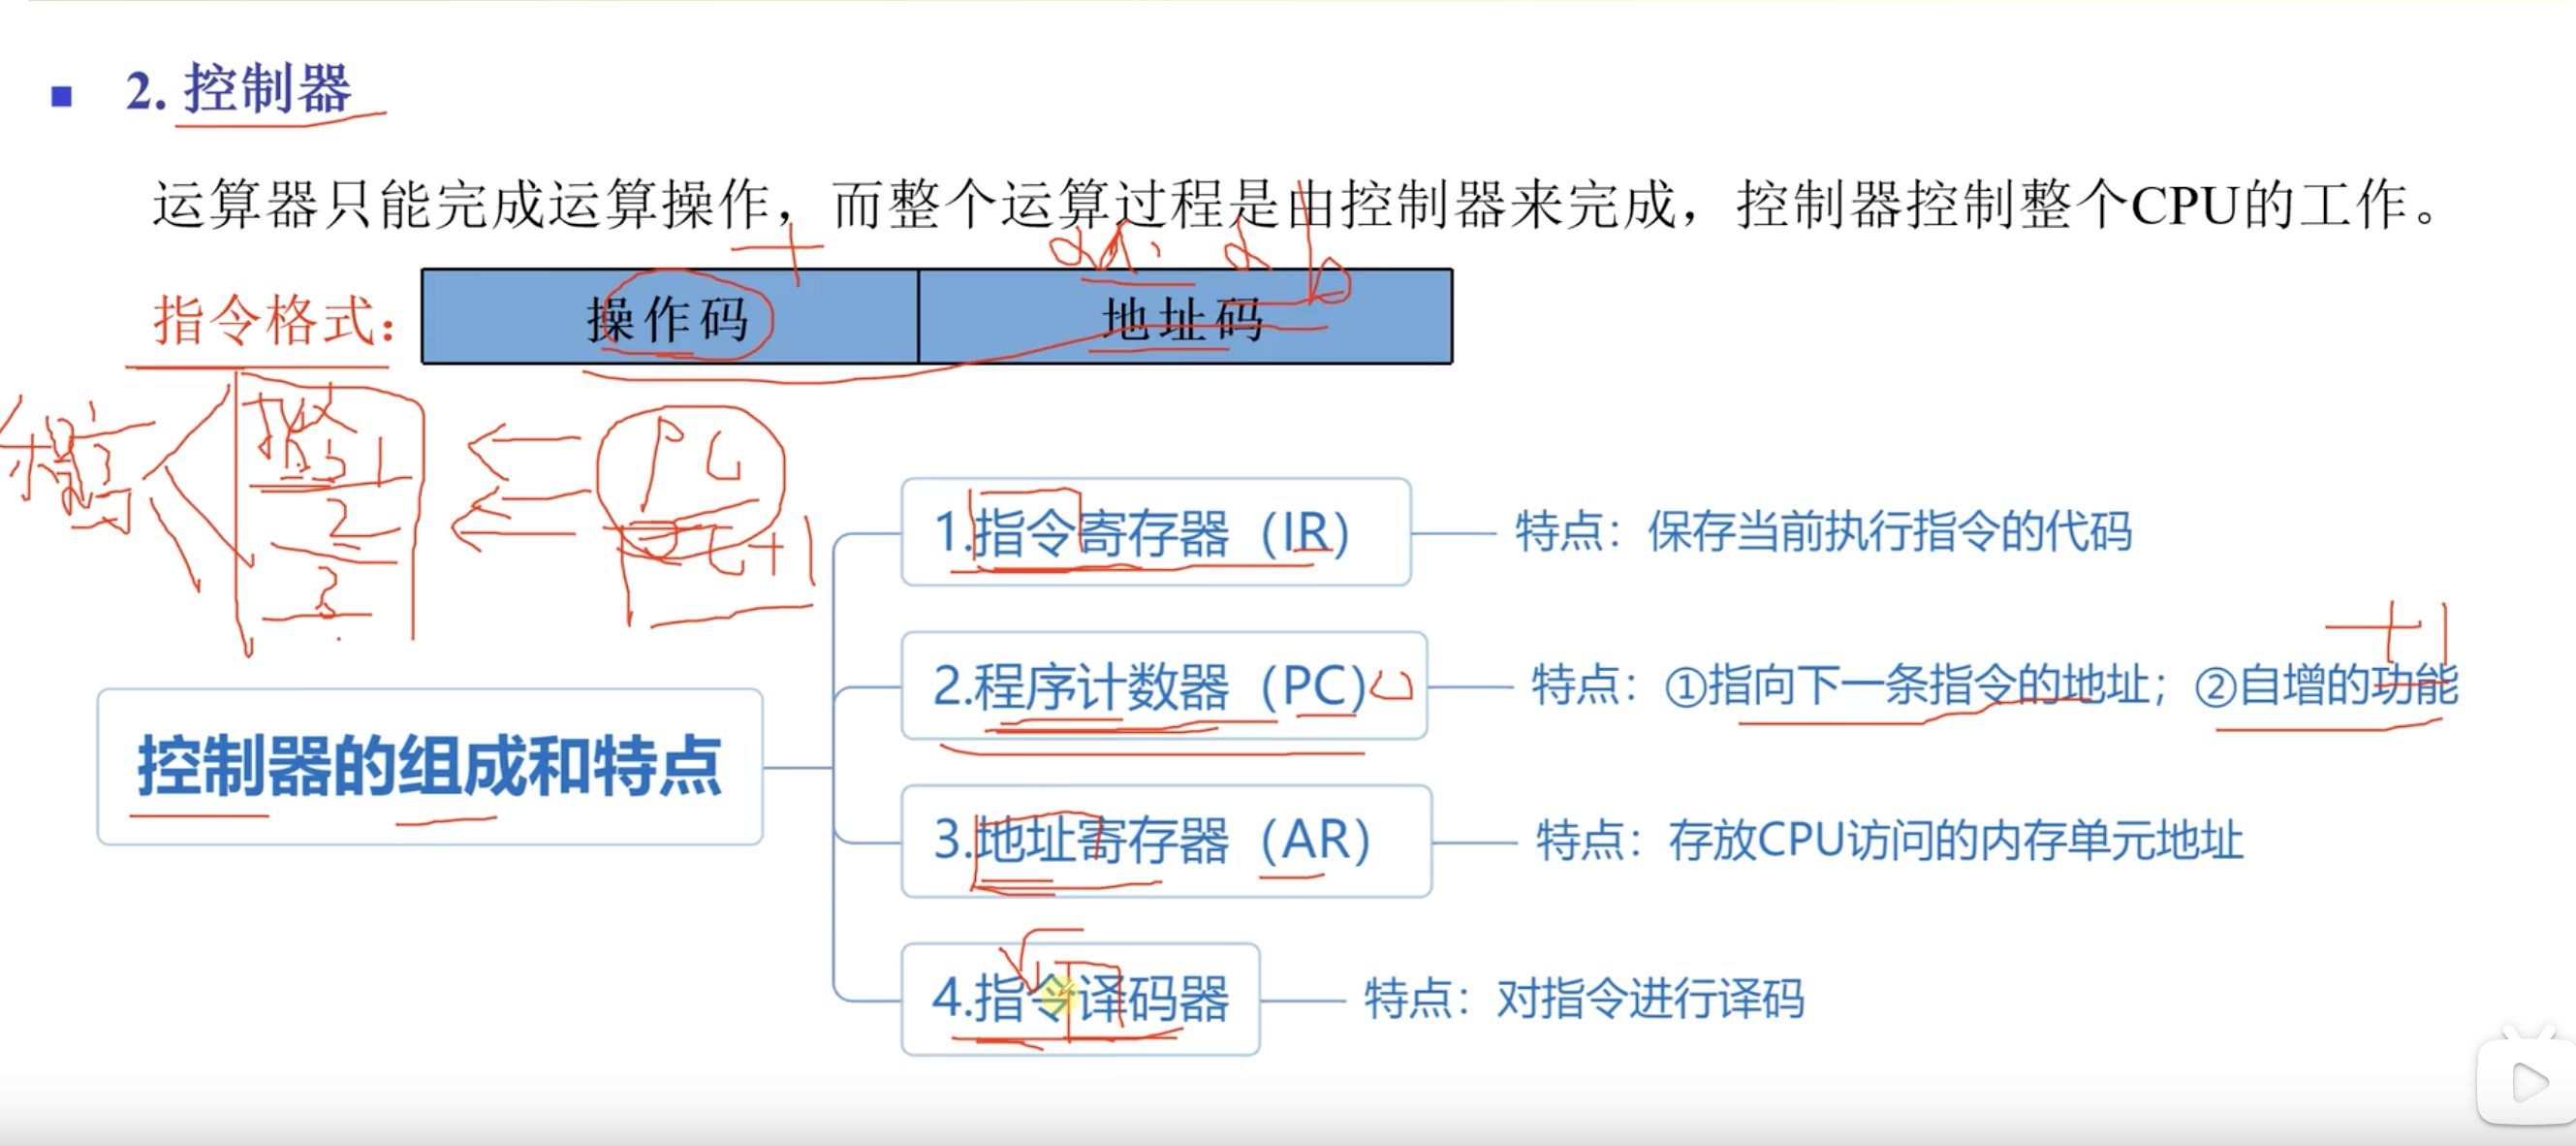 2. 控制器
运算器只能完成运算操作，而整个运算过程是由控制器来完成，控制器控制整个CPU的工作。
+
a b
指令格式： 操作码 地址码
1
PC
2
PC+1
3
1.指令寄存器（IR） 特点：保存当前执行指令的代码
+1
2.程序计数器（PC） 特点：①指向下一条指令的地址；②自增的功能
控制器的组成和特点
3.地址寄存器（AR） 特点：存放CPU访问的内存单元地址
4.指令译码器 特点：对指令进行译码